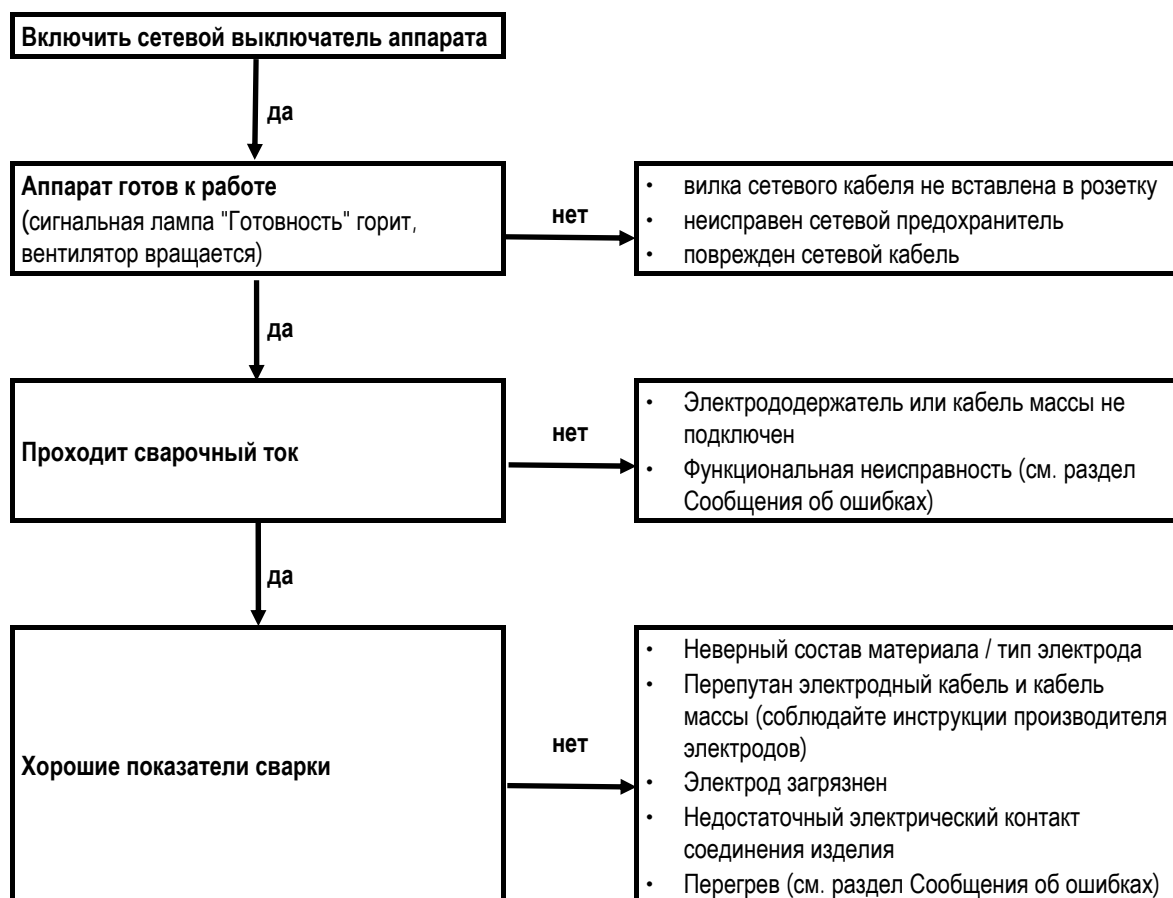 Включить сетевой выключатель аппарата
да
Аппарат готов к работе
(сигнальная лампа "Готовность" горит,
вентилятор вращается)
нет
• вилка сетевого кабеля не вставлена в розетку
• неисправен сетевой предохранитель
• поврежден сетевой кабель
да
Проходит сварочный ток
нет
• Электрододержатель или кабель массы не
подключен
• Функциональная неисправность (см. раздел
Сообщения об ошибках)
да
Хорошие показатели сварки
нет
• Неверный состав материала / тип электрода
• Перепутан электродный кабель и кабель
массы (соблюдайте инструкции производителя
электродов)
• Электрод загрязнен
• Недостаточный электрический контакт
соединения изделия
• Перегрев (см. раздел Сообщения об ошибках)